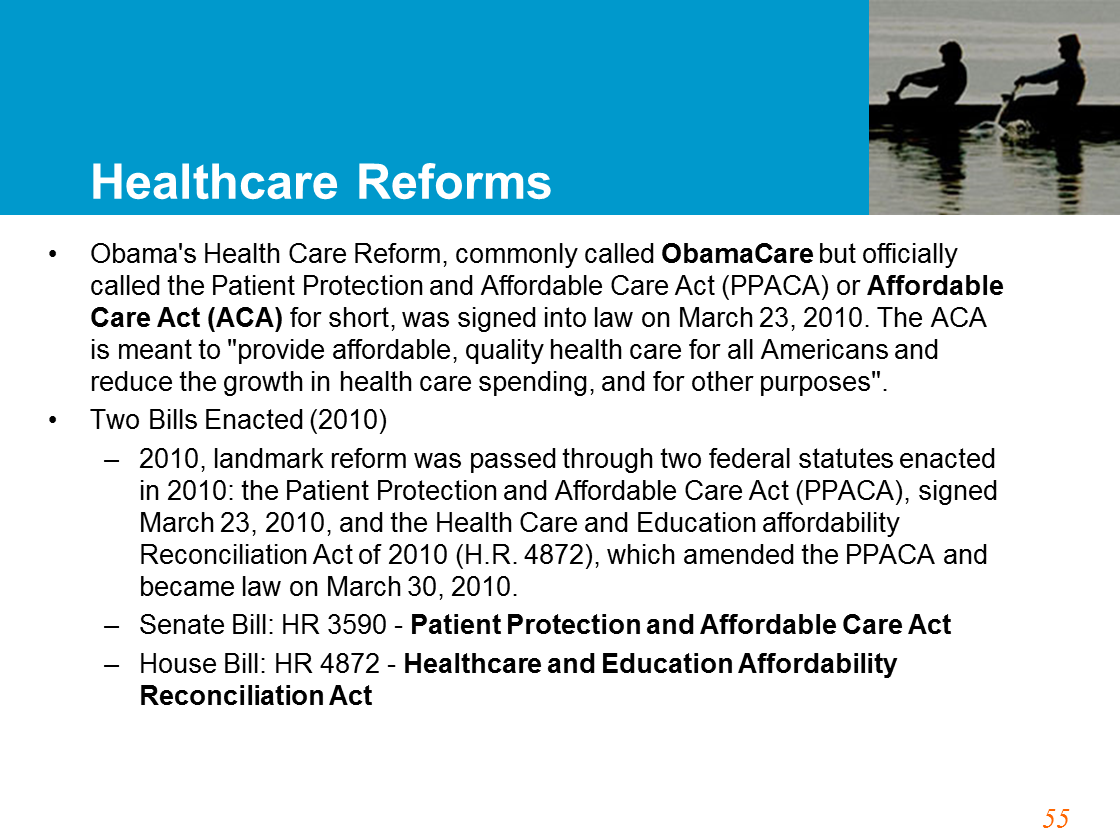 Healthcare Reforms
• Obama's Health Care Reform, commonly called ObamaCare but officially
called the Patient Protection and Affordable Care Act (PPACA) or Affordable
Care Act (ACA) for short, was signed into law on March 23, 2010. The ACA
is meant to "provide affordable, quality health care for all Americans and
reduce the growth in health care spending, and for other purposes".
• Two Bills Enacted (2010)
– 2010, landmark reform was passed through two federal statutes enacted
in 2010: the Patient Protection and Affordable Care Act (PPACA), signed
March 23, 2010, and the Health Care and Education affordability
Reconciliation Act of 2010 (H.R. 4872), which amended the PPACA and
became law on March 30, 2010.
– Senate Bill: HR 3590 - Patient Protection and Affordable Care Act
– House Bill: HR 4872 - Healthcare and Education Affordability
Reconciliation Act
55